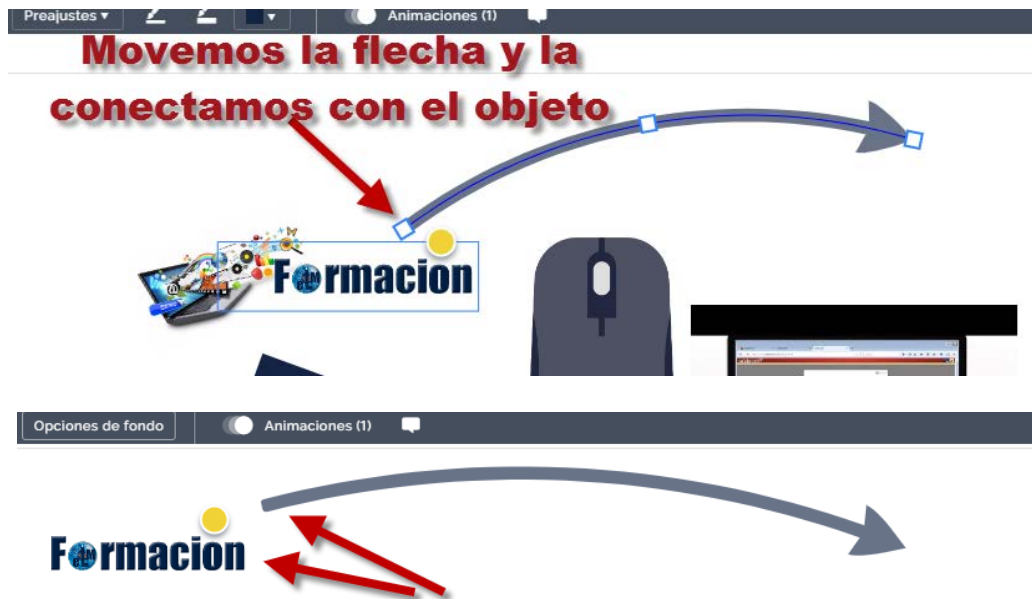 Preajustes
Animaciones (1)
Movemos la flecha y la
conectamos con el objeto
Formacion
Opciones de fondo
Animaciones (1)
Formacion